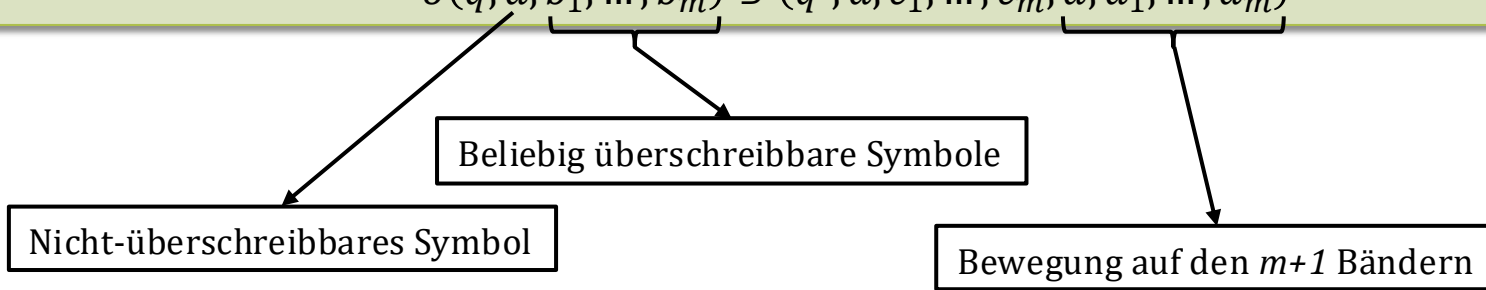 Beliebig überschreibbare Symbole
Nicht-überschreibbares Symbol
Bewegung auf den m+1 Bändern